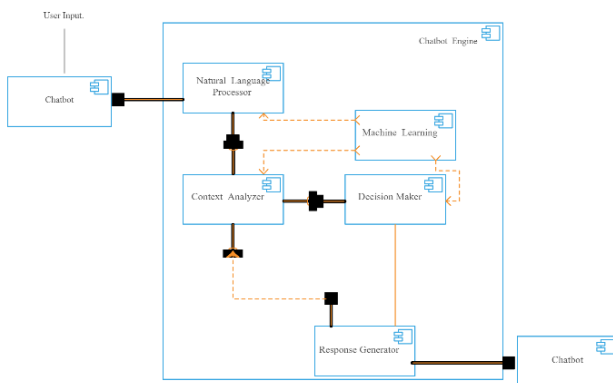 User Input.
Chatbot Engine
Chatbot
Natural Language
Processor
Machine Learning
Context Analyzer
Decision Maker
Response Generator
Chatbot